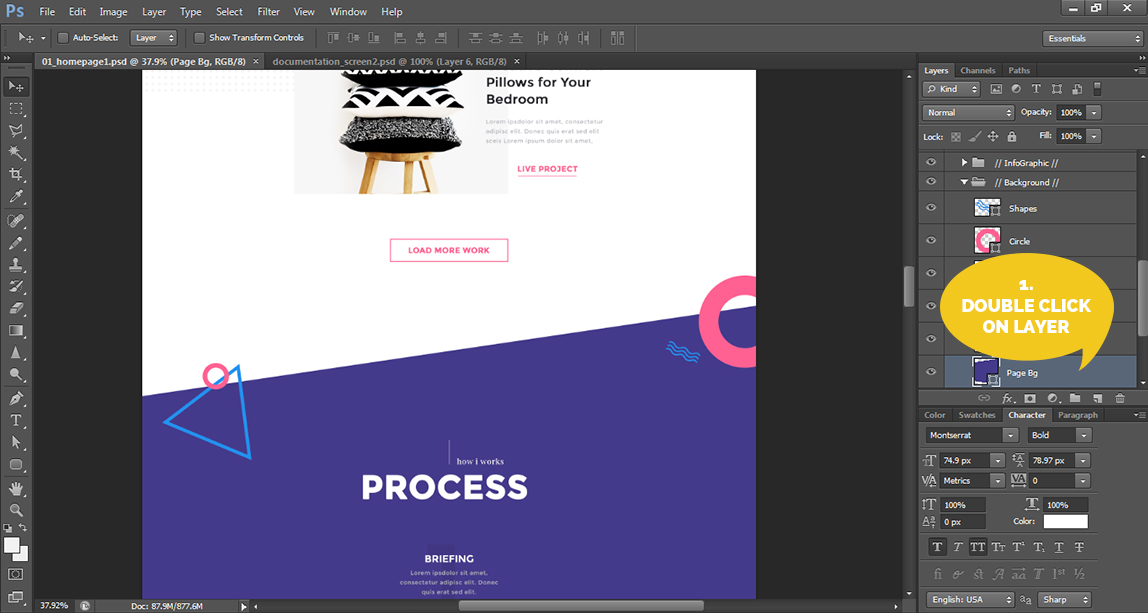 Ps File Edit Image Layer Type Select Filter View Window Help
Auto-Select: Layer Show Transform Controls Essentials
01_homepage1.psd @ 37.9% (Page Bg, RGB/8) × documentation_screen2.psd @ 100% (Layer 6, RGB/8) ×
Pillows for Your
Bedroom
Lorem ipsdolor sit amet, consectetur
adipisic elit. Donec quis erat sed elit
sceis Lorem ipsum dolor sit amet,
LIVE PROJECT
LOAD MORE WORK
how i works
PROCESS
BRIEFING
Lorem ipsdolor sit amet,
consectetur adipisic elit. Donec
quis erat sed elit.
37.92% Doc: 87.9M/877.6M
Layers Channels Paths
Kind
Normal Opacity: 100%
Lock: Fill: 100%
// InfoGraphic //
// Background //
Shapes
Circle
1.
DOUBLE CLICK
ON LAYER
Page Bg
fx
Color Swatches Character Paragraph
Montserrat Bold
74.9 px 78.97 px
Metrics 0
100% 100%
0 px Color:
English: USA Sharp